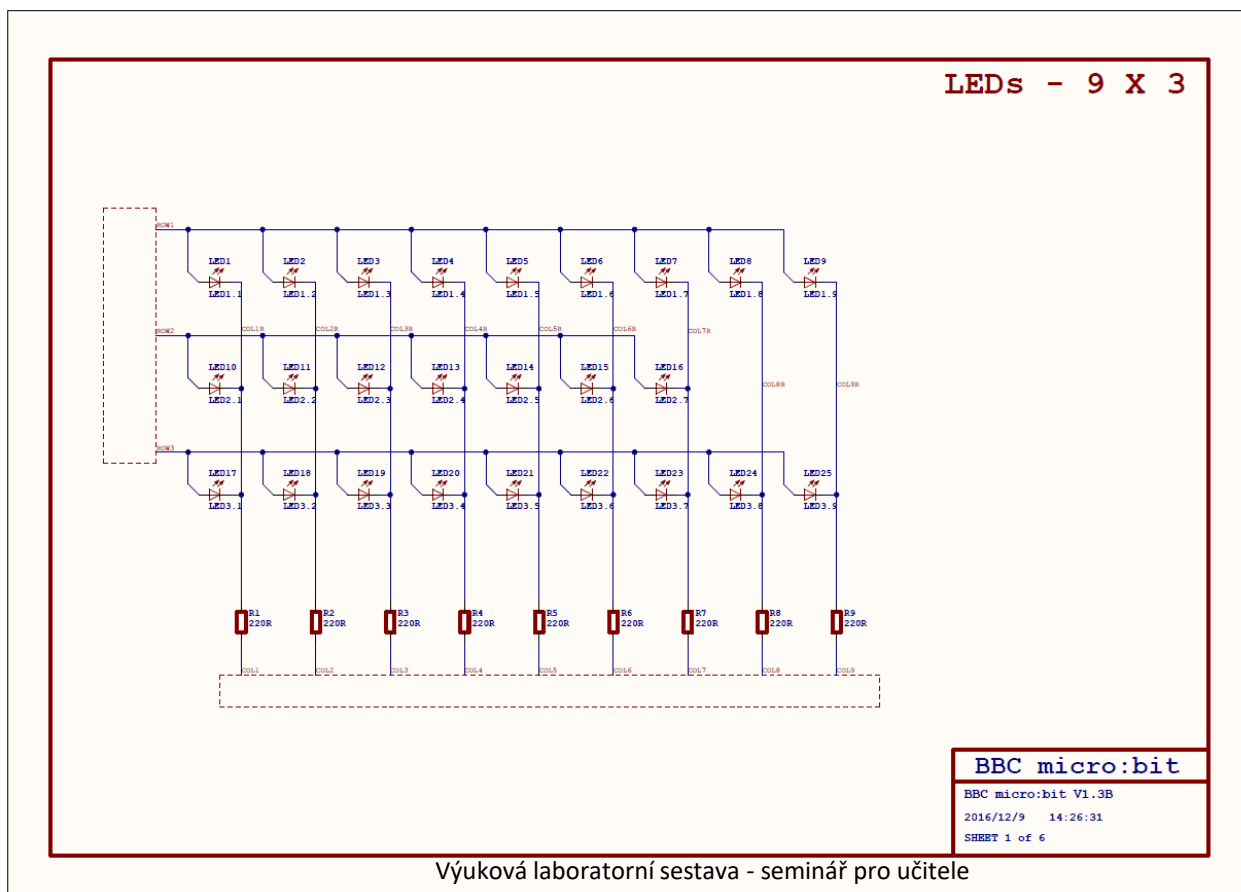 LEDs - 9 X 3
ROW1
LED1 LED2 LED3 LED4 LED5 LED6 LED7 LED8 LED9
LED1.1 LED1.2 LED1.3 LED1.4 LED1.5 LED1.6 LED1.7 LED1.8 LED1.9
ROW2 COL1R COL2R COL3R COL4R COL5R COL6R COL7R
LED10 LED11 LED12 LED13 LED14 LED15 LED16
COL8R COL9R
LED2.1 LED2.2 LED2.3 LED2.4 LED2.5 LED2.6 LED2.7
ROW3
LED17 LED18 LED19 LED20 LED21 LED22 LED23 LED24 LED25
LED3.1 LED3.2 LED3.3 LED3.4 LED3.5 LED3.6 LED3.7 LED3.8 LED3.9
R1 R2 R3 R4 R5 R6 R7 R8 R9
220R 220R 220R 220R 220R 220R 220R 220R 220R
COL1 COL2 COL3 COL4 COL5 COL6 COL7 COL8 COL9
BBC micro:bit
BBC micro:bit V1.3B
2016/12/9 14:26:31
SHEET 1 of 6
Výuková laboratorní sestava - seminář pro učitele